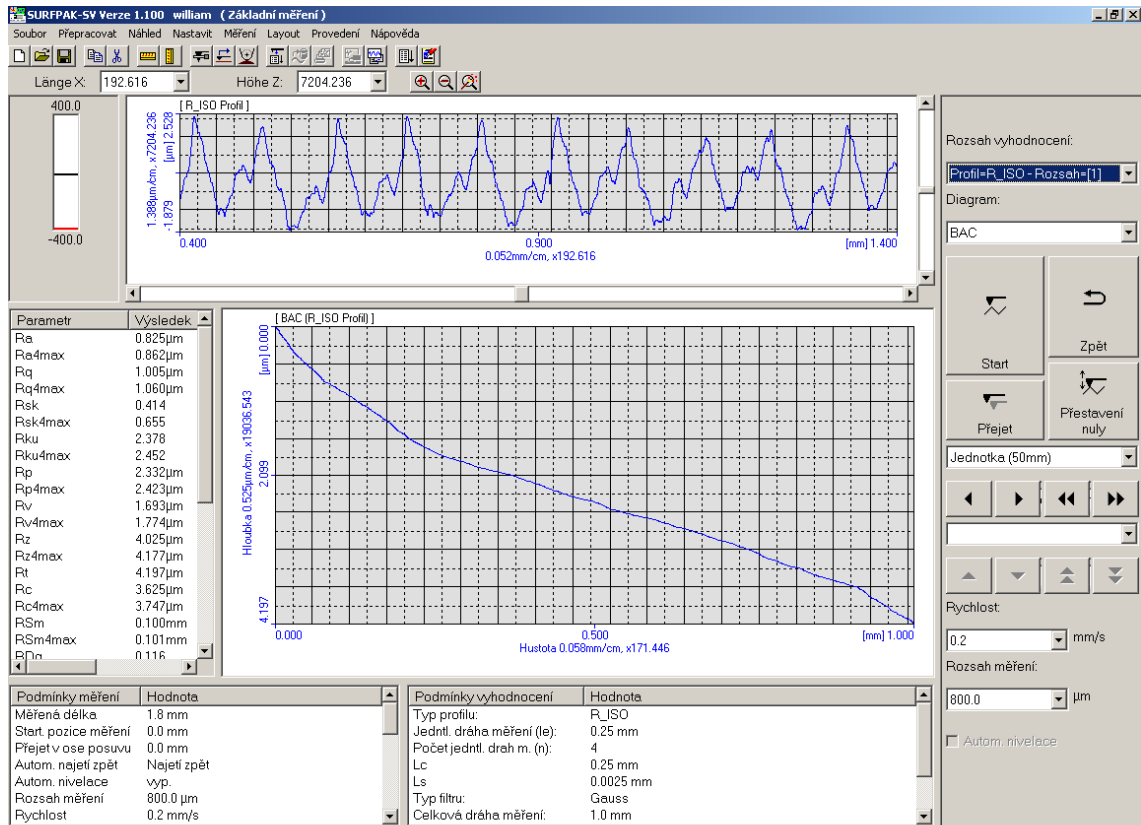 SURFPAK-SV Verze 1.100 william ( Základní měření )
Soubor Přepracovat Náhled Nastavit Měření Layout Provedení Nápověda
Länge X: 192.616 Höhe Z: 7204.236
400.0
-400.0
[ R_ISO Profil ]
1.388µm/cm, x7204.236
-1.879 [µm] 2.528
0.400 0.900 [mm] 1.400
0.052mm/cm, x192.616
Rozsah vyhodnocení:
Profil=R_ISO - Rozsah=[1]
Diagram:
BAC
Start
Zpět
Přejet
Přestavení
nuly
Jednotka (50mm)
Rychlost:
0.2 mm/s
Rozsah měření:
800.0 µm
Autom. nivelace
Parametr Výsledek
Ra 0.825µm
Ra4max 0.862µm
Rq 1.005µm
Rq4max 1.060µm
Rsk 0.414
Rsk4max 0.655
Rku 2.378
Rku4max 2.452
Rp 2.332µm
Rp4max 2.423µm
Rv 1.693µm
Rv4max 1.774µm
Rz 4.025µm
Rz4max 4.177µm
Rt 4.197µm
Rc 3.625µm
Rc4max 3.747µm
RSm 0.100mm
RSm4max 0.101mm
RDq 0.116
[ BAC (R_ISO Profil) ]
Hloubka 0.525µm/cm, x19036.543
4.197 2.099 [µm] 0.000
0.000 0.500 [mm] 1.000
Hustota 0.058mm/cm, x171.446
Podmínky měření Hodnota
Měřená délka 1.8 mm
Start. pozice měření 0.0 mm
Přejet v ose posuvu 0.0 mm
Autom. najetí zpět Najetí zpět
Autom. nivelace vyp.
Rozsah měření 800.0 µm
Rychlost 0.2 mm/s
Podmínky vyhodnocení Hodnota
Typ profilu: R_ISO
Jedntl. dráha měření (le): 0.25 mm
Počet jedntl. drah m. (n) 4
Lc 0.25 mm
Ls 0.0025 mm
Typ filtru: Gauss
Celková dráha měření: 1.0 mm